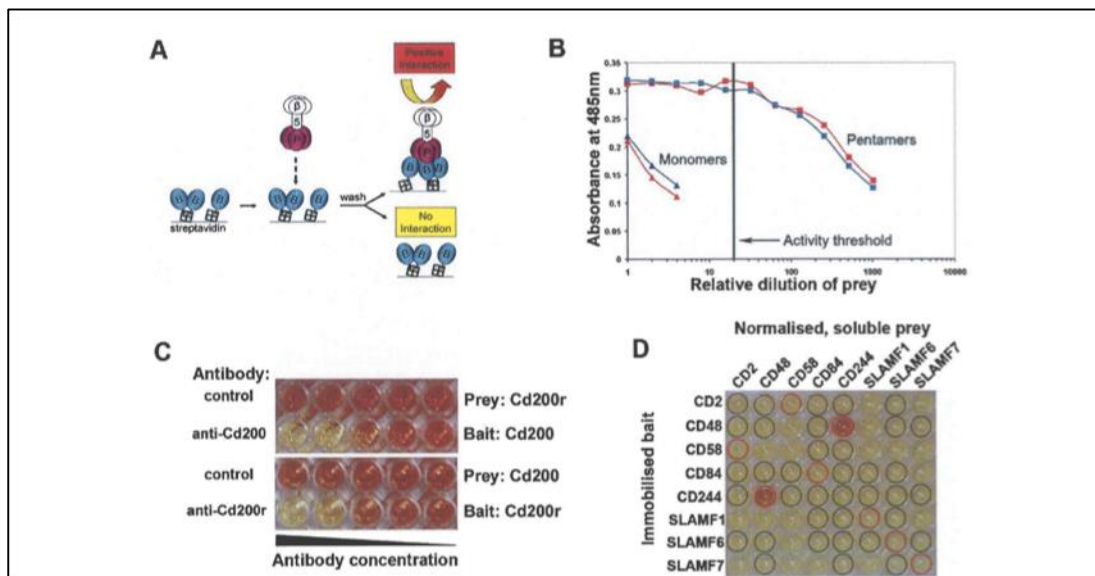 A
Positive
Interaction
β
5
P
B B B
B B B B B B
wash
streptavidin
No
Interaction
B B B
B
Absorbance at 485nm
0.35
0.3
0.25
0.2
0.15
0.1
0.05
0
Monomers
Pentamers
Activity threshold
1 10 100 1000 10000
Relative dilution of prey
C
Antibody:
control
Prey: Cd200r
anti-Cd200
Bait: Cd200
control
Prey: Cd200
anti-Cd200r
Bait: Cd200r
Antibody concentration
D
Normalised, soluble prey
CD2 CD48 CD58 CD84 CD244 SLAMF1 SLAMF6 SLAMF7
Immobilised bait
CD2
CD48
CD58
CD84
CD244
SLAMF1
SLAMF6
SLAMF7